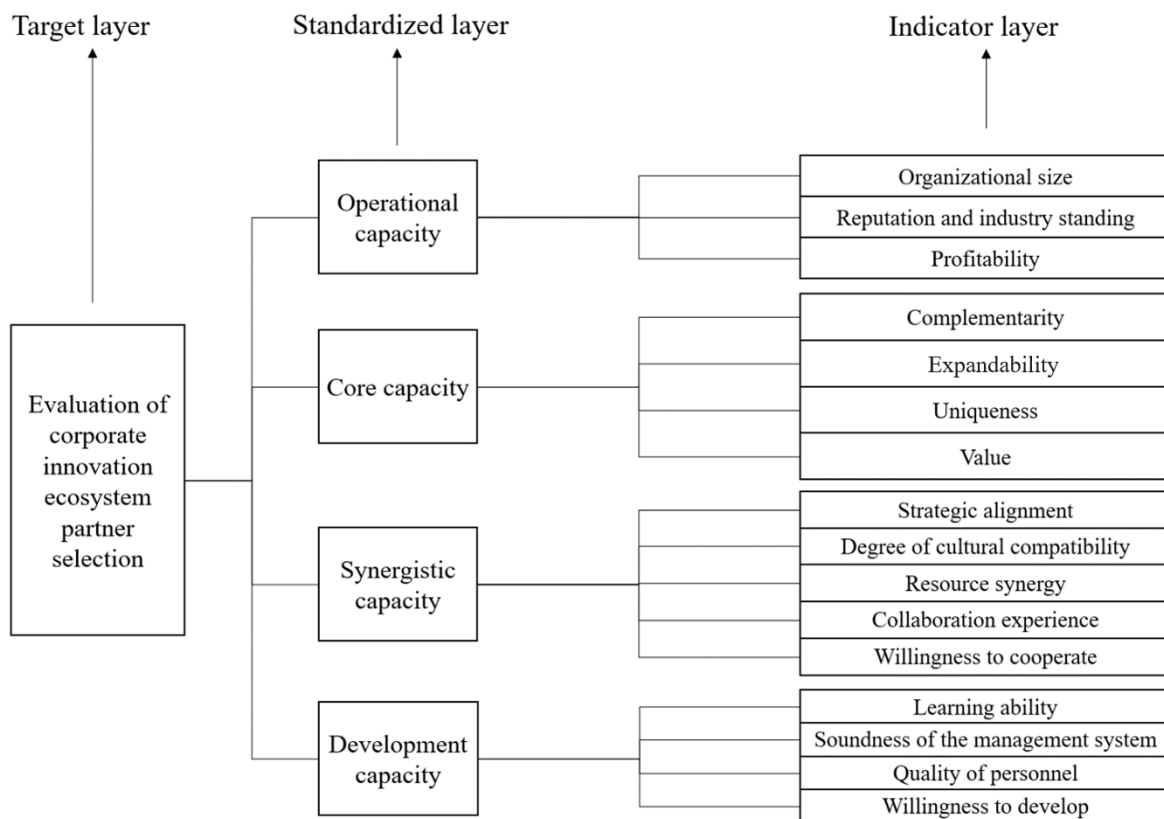 Target layer
Standardized layer
Indicator layer
Evaluation of
corporate
innovation
ecosystem
partner
selection
Operational
capacity
Organizational size
Reputation and industry standing
Profitability
Core capacity
Complementarity
Expandability
Uniqueness
Value
Synergistic
capacity
Strategic alignment
Degree of cultural compatibility
Resource synergy
Collaboration experience
Willingness to cooperate
Development
capacity
Learning ability
Soundness of the management system
Quality of personnel
Willingness to develop